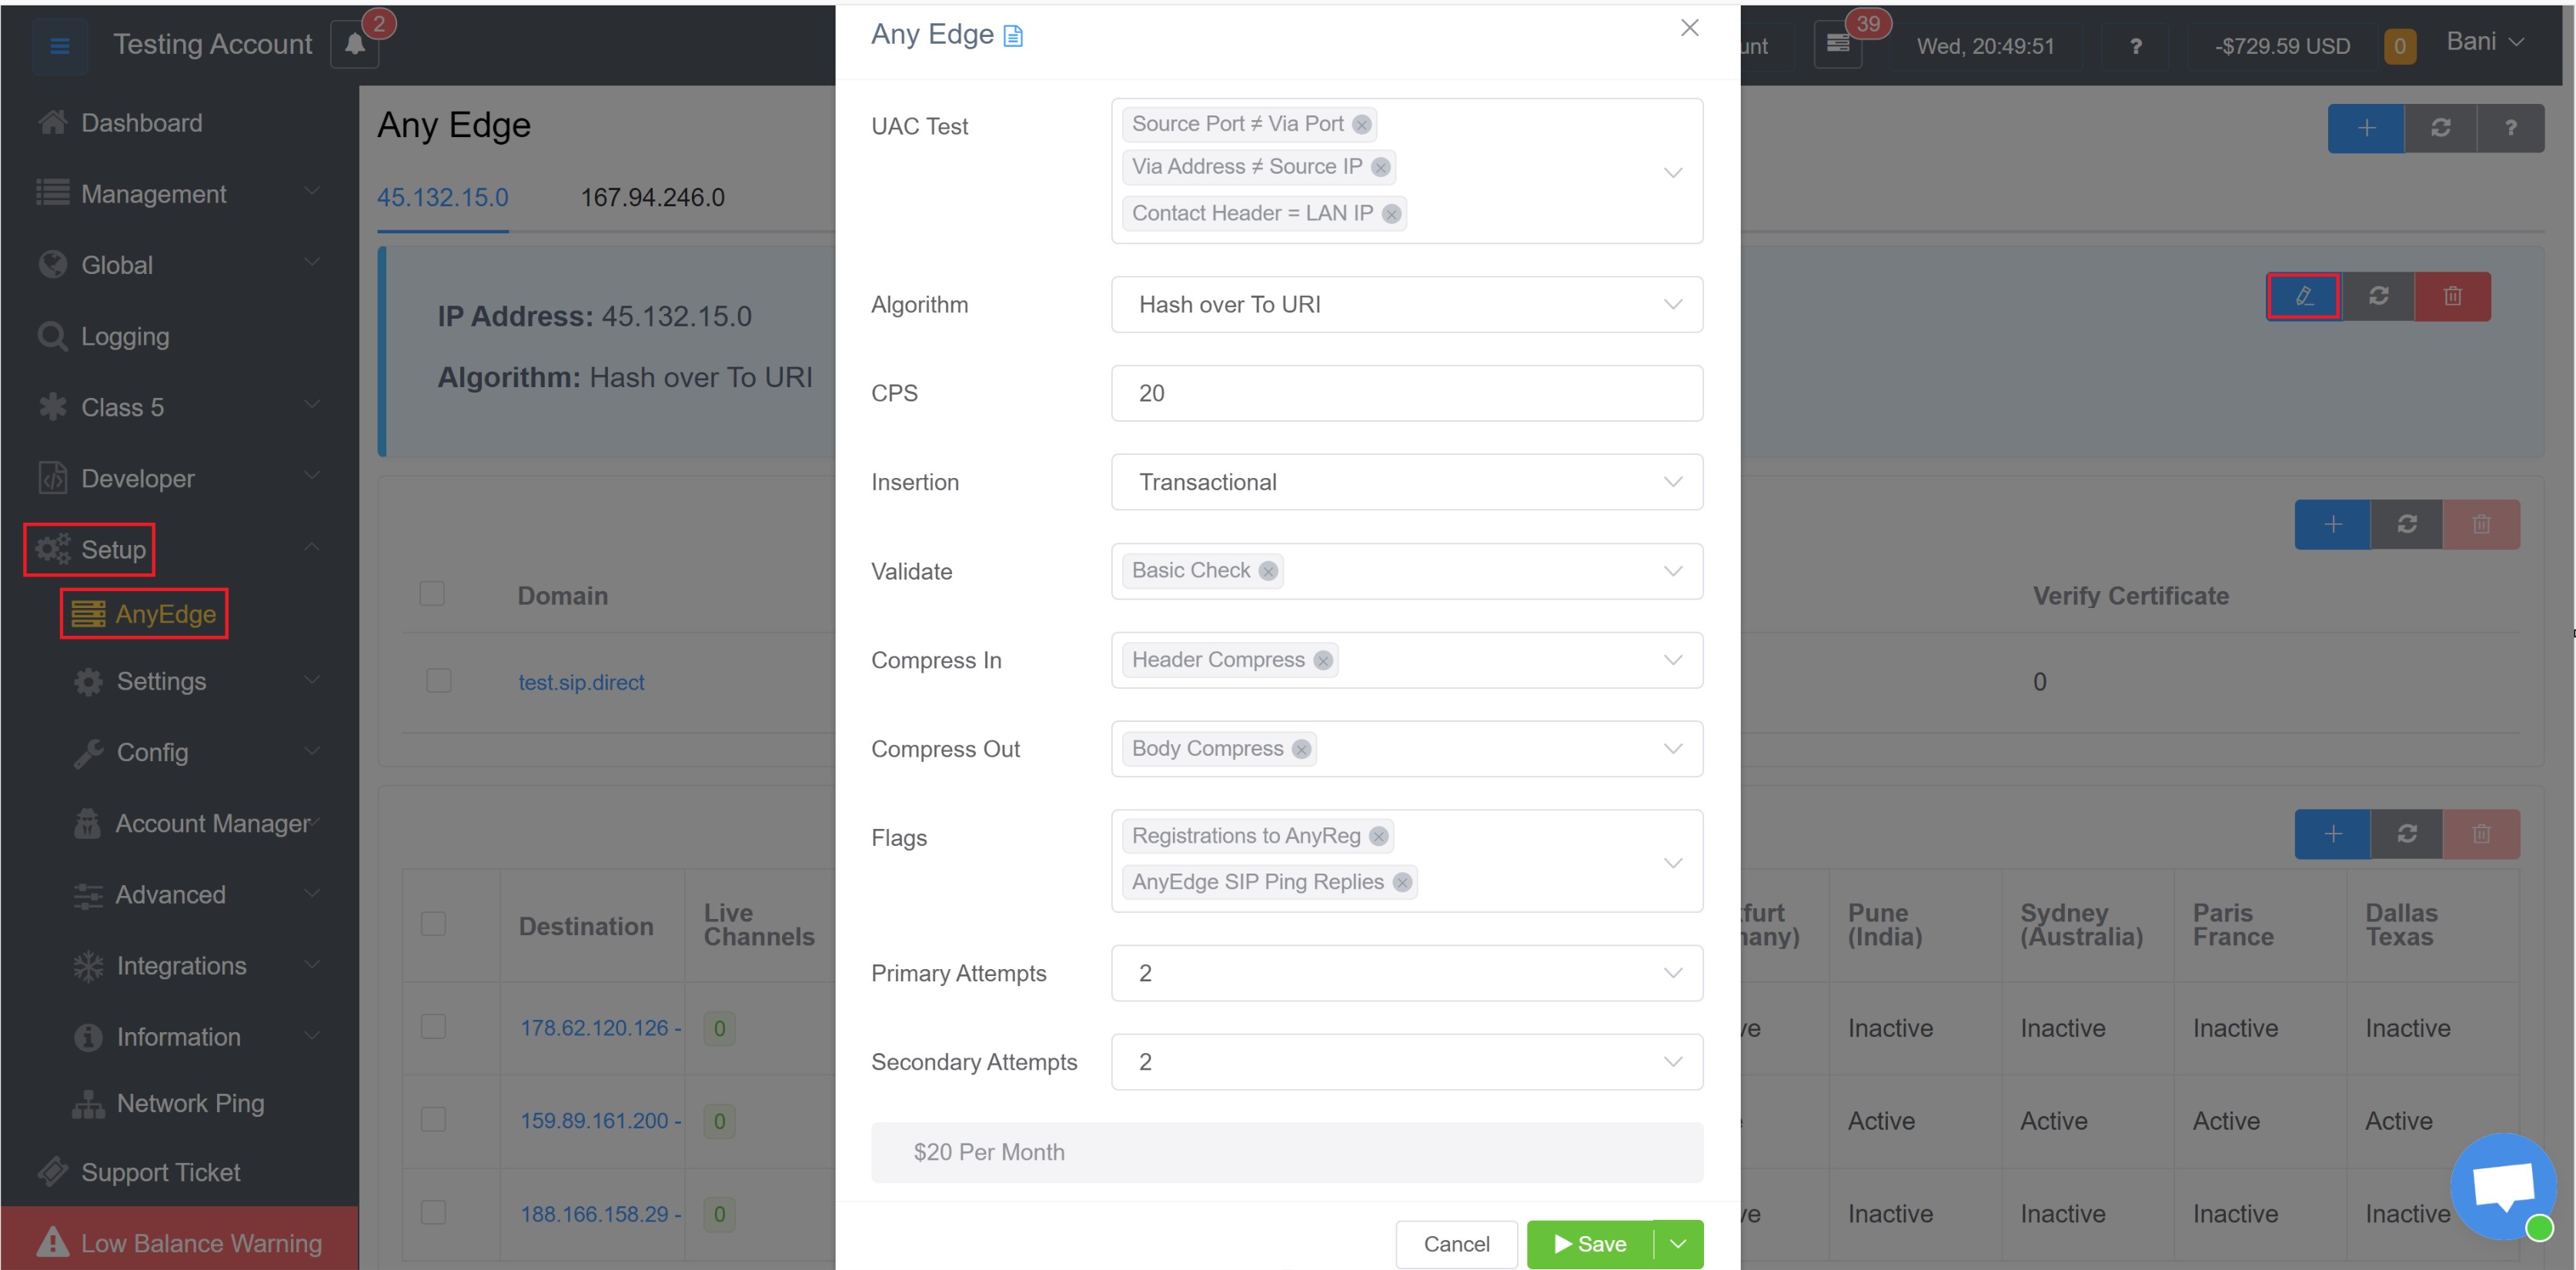 Testing Account
2
unt
39
Wed, 20:49:51
?
-$729.59 USD
0
Bani
Dashboard
Management
Global
Logging
Class 5
Developer
Setup
AnyEdge
Settings
Config
Account Manager
Advanced
Integrations
Information
Network Ping
Support Ticket
Low Balance Warning
Any Edge
?
45.132.15.0 167.94.246.0
IP Address: 45.132.15.0
Algorithm: Hash over To URI
Domain
Verify Certificate
test.sip.direct
0
Destination
Live
Channels
furt
Pune
(India)
Sydney
(Australia)
Paris
France
Dallas
Texas
178.62.120.126 - 0 ve Inactive Inactive Inactive Inactive
159.89.161.200 - 0 Active Active Active Active
188.166.158.29 - 0 ve Inactive Inactive Inactive Inactive
Any Edge
UAC Test
Source Port ≠ Via Port
Via Address ≠ Source IP
Contact Header = LAN IP
Algorithm Hash over To URI
CPS 20
Insertion Transactional
Validate Basic Check
Compress In Header Compress
Compress Out Body Compress
Flags
Registrations to AnyReg
AnyEdge SIP Ping Replies
Primary Attempts 2
Secondary Attempts 2
$20 Per Month
Cancel Save